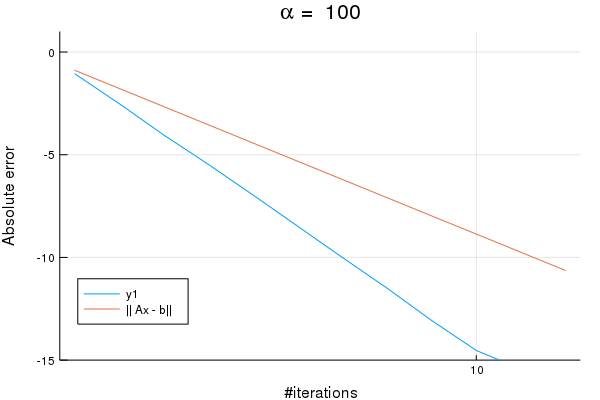 α = 100
Absolute error
0
-5
-10
-15
y1
|| Ax - b||
10
#iterations